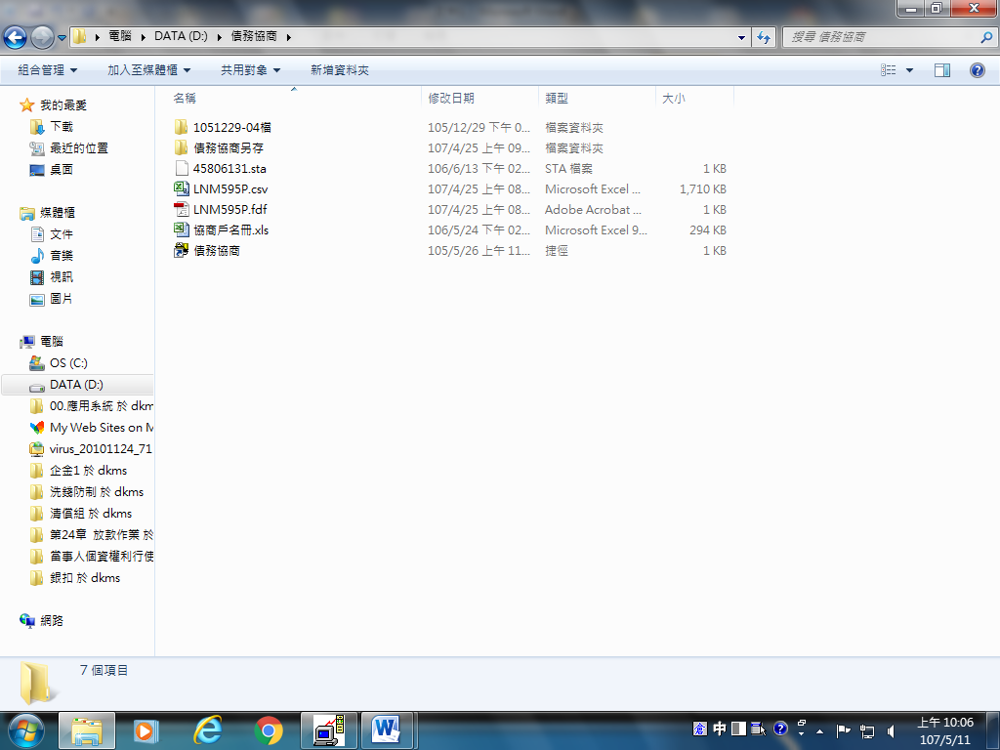 電腦 DATA (D:) 債務協商
搜尋 債務協商
組合管理 加入至媒體櫃 共用對象 新增資料夾
我的最愛
下載
最近的位置
桌面
媒體櫃
文件
音樂
視訊
圖片
電腦
OS (C:)
DATA (D:)
00.應用系統 於 dkm
My Web Sites on M
virus_20101124_71
企金1 於 dkms
洗錢防制 於 dkms
清償組 於 dkms
第24章 放款作業 於
當事人個資權利行使
銀扣 於 dkms
網路
名稱 修改日期 類型 大小
1051229-04檔 105/12/29 下午 0... 檔案資料夾
債務協商另存 107/4/25 上午 09... 檔案資料夾
45806131.sta 106/6/13 下午 02... STA 檔案 1 KB
LNM595P.csv 107/4/25 上午 08... Microsoft Excel ... 1,710 KB
LNM595P.fdf 107/4/25 上午 08... Adobe Acrobat ... 1 KB
協商戶名冊.xls 106/5/24 下午 02... Microsoft Excel 9... 294 KB
債務協商 105/5/26 上午 11... 捷徑 1 KB
7 個項目
倉 中
上午 10:06
107/5/11